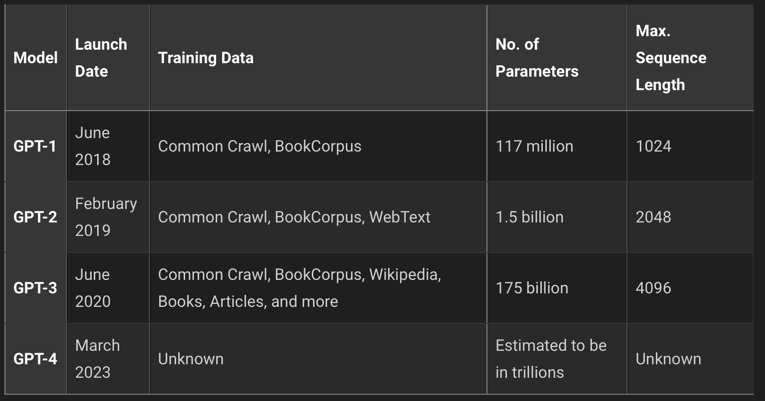 Model
Launch
Date
Training Data
No. of
Parameters
Max.
Sequence
Length
GPT-1
June
2018
Common Crawl, BookCorpus
117 million
1024
GPT-2
February
2019
Common Crawl, BookCorpus, WebText
1.5 billion
2048
GPT-3
June
2020
Common Crawl, BookCorpus, Wikipedia,
Books, Articles, and more
175 billion
4096
GPT-4
March
2023
Unknown
Estimated to be
in trillions
Unknown